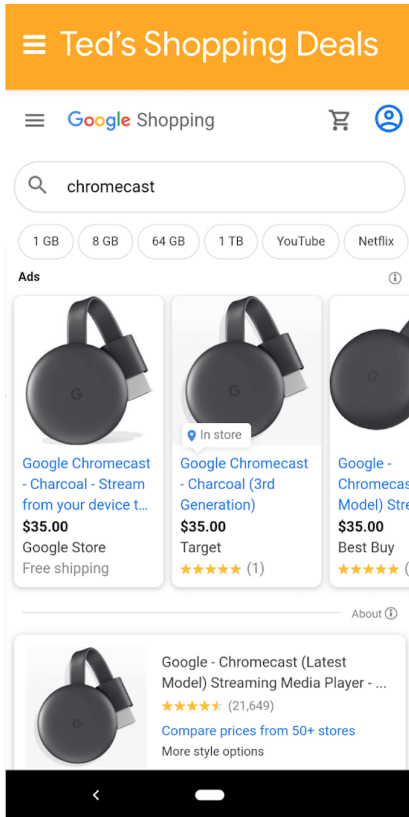 Ted's Shopping Deals
Google Shopping
chromecast
1 GB 8 GB 64 GB 1 TB YouTube Netflix
Ads
G
Google Chromecast
- Charcoal - Stream
from your device t...
$35.00
Google Store
Free shipping
G
In store
Google Chromecast
- Charcoal (3rd
Generation)
$35.00
Target
(1)
G
Google -
Chromecas
Model) Stre
$35.00
Best Buy
(
About
G
Google - Chromecast (Latest
Model) Streaming Media Player - ...
(21,649)
Compare prices from 50+ stores
More style options